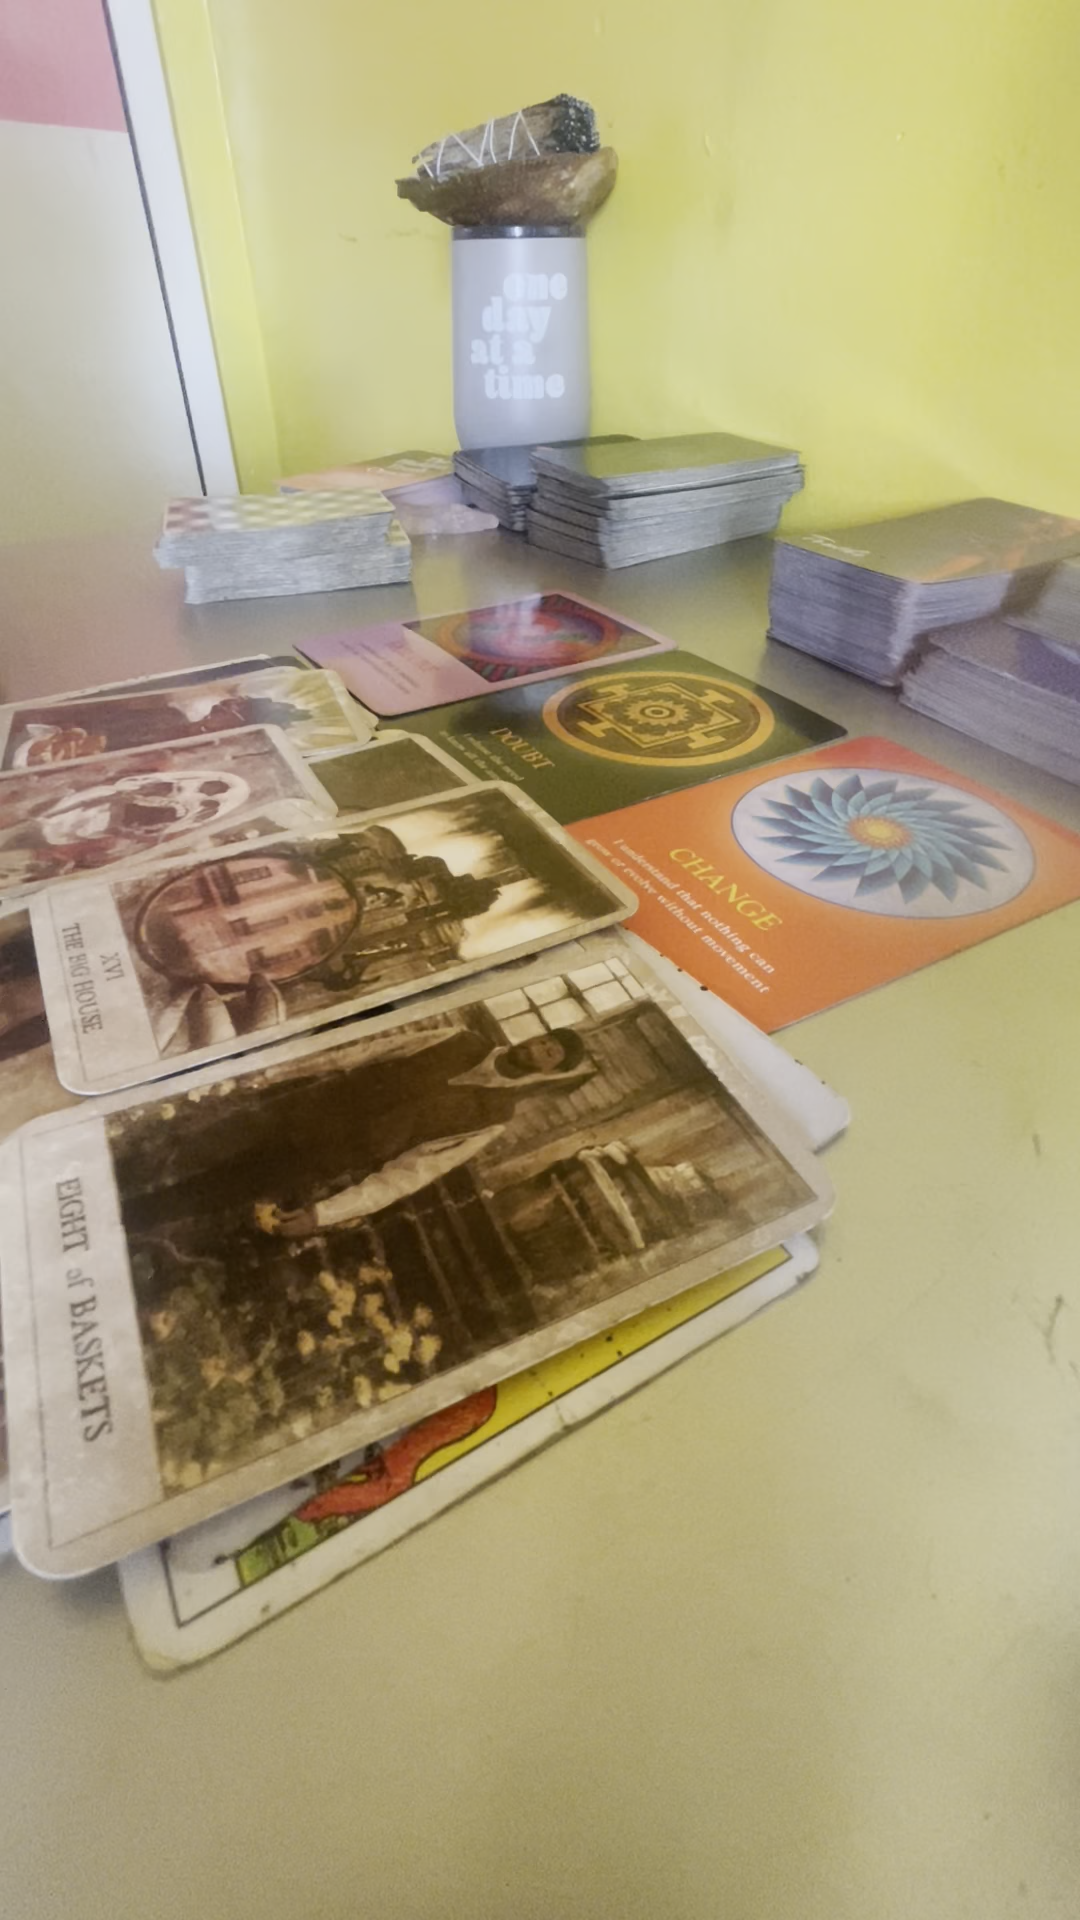 one
day
at a
time
DOUBT
CHANGE
I understand that nothing can
grow or evolve without movement
XVI
THE BIG HOUSE
EIGHT of BASKETS